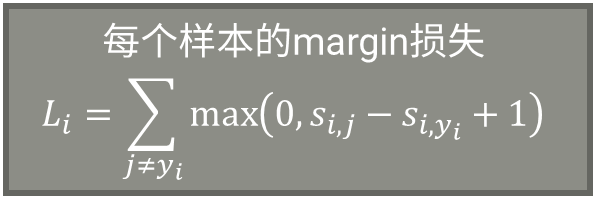 每个样本的margin损失
L_i = ∑_{j≠y_i} max(0, s_{i,j} − s_{i,y_i} + 1)